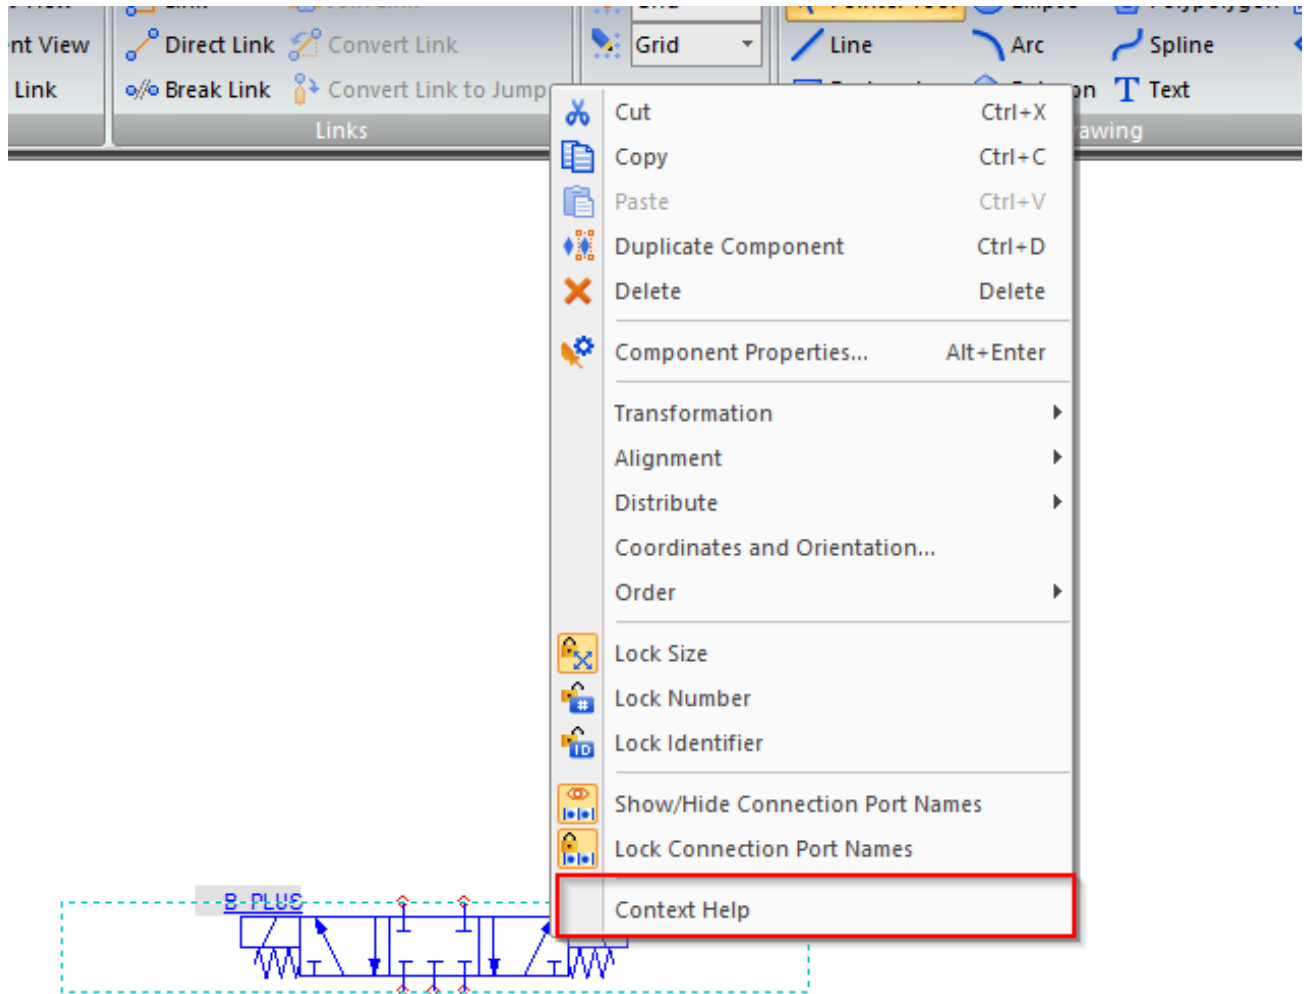 Grid
nt View
Direct Link
Convert Link
Grid
Line
Arc
Spline
Link
Break Link
Convert Link to Jump
Text
Links
awing
Cut Ctrl+X
Copy Ctrl+C
Paste Ctrl+V
Duplicate Component Ctrl+D
Delete Delete
Component Properties... Alt+Enter
Transformation
Alignment
Distribute
Coordinates and Orientation...
Order
Lock Size
# Lock Number
ID Lock Identifier
Show/Hide Connection Port Names
Lock Connection Port Names
Context Help
B PLUS